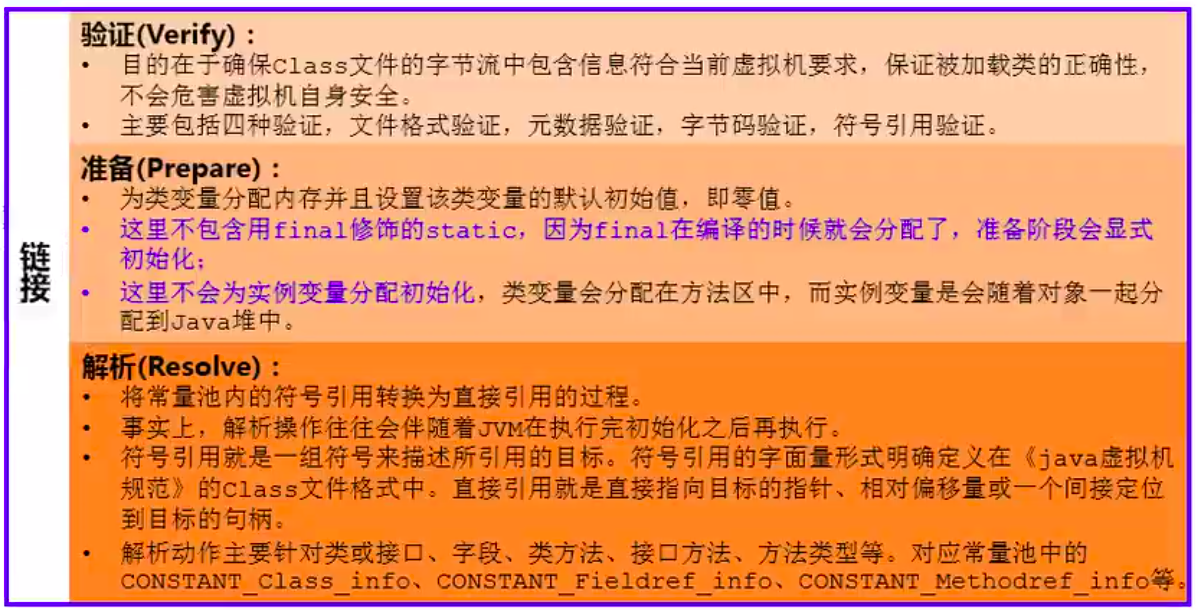 链接
验证(Verify)：
• 目的在于确保Class文件的字节流中包含信息符合当前虚拟机要求，保证被加载类的正确性，
不会危害虚拟机自身安全。
• 主要包括四种验证，文件格式验证，元数据验证，字节码验证，符号引用验证。
准备(Prepare)：
• 为类变量分配内存并且设置该类变量的默认初始值，即零值。
• 这里不包含用final修饰的static，因为final在编译的时候就会分配了，准备阶段会显式
初始化；
• 这里不会为实例变量分配初始化，类变量会分配在方法区中，而实例变量是会随着对象一起分
配到Java堆中。
解析(Resolve)：
• 将常量池内的符号引用转换为直接引用的过程。
• 事实上，解析操作往往会伴随着JVM在执行完初始化之后再执行。
• 符号引用就是一组符号来描述所引用的目标。符号引用的字面量形式明确定义在《java虚拟机
规范》的Class文件格式中。直接引用就是直接指向目标的指针、相对偏移量或一个间接定位
到目标的句柄。
• 解析动作主要针对类或接口、字段、类方法、接口方法、方法类型等。对应常量池中的
CONSTANT_Class_info、CONSTANT_Fieldref_info、CONSTANT_Methodref_info等。